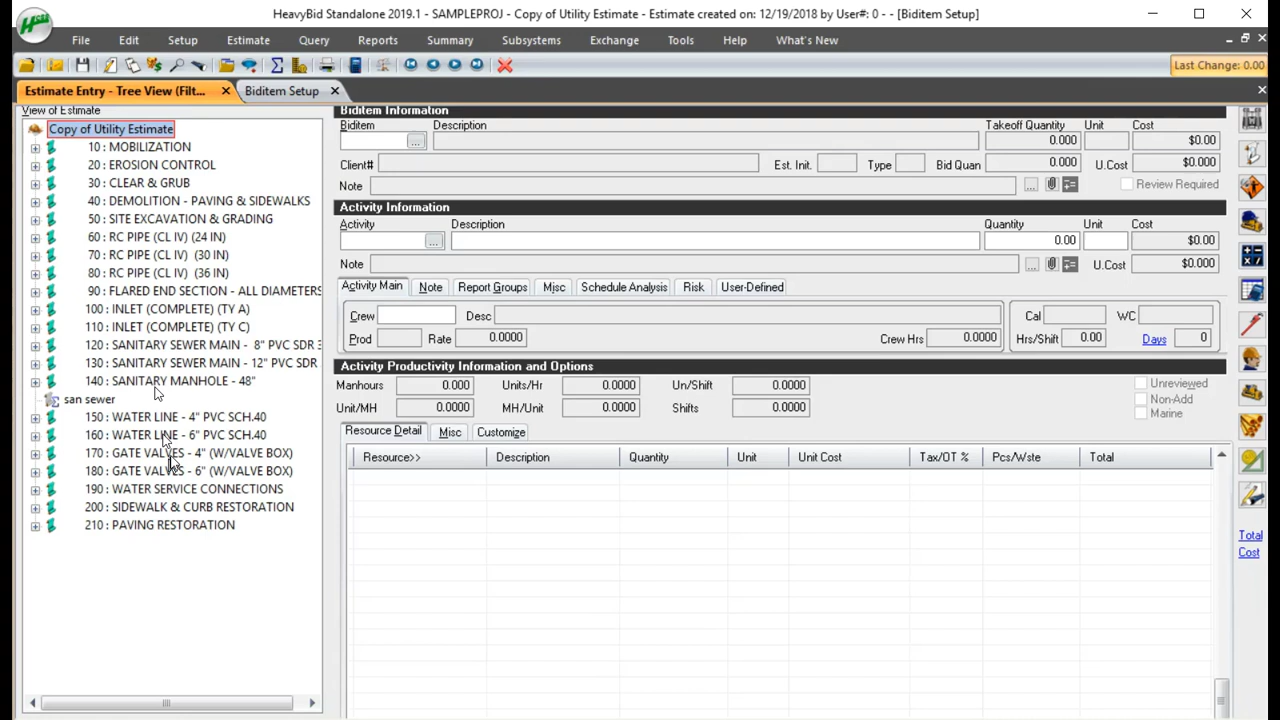 HeavyBid Standalone 2019.1 - SAMPLEPROJ - Copy of Utility Estimate - Estimate created on: 12/19/2018 by User#: 0 - - [Biditem Setup]
File Edit Setup Estimate Query Reports Summary Subsystems Exchange Tools Help What's New
Last Change: 0.00
Estimate Entry - Tree View (Filt... Biditem Setup
View of Estimate
Copy of Utility Estimate
10 : MOBILIZATION
20 : EROSION CONTROL
30 : CLEAR & GRUB
40 : DEMOLITION - PAVING & SIDEWALKS
50 : SITE EXCAVATION & GRADING
60 : RC PIPE (CL IV) (24 IN)
70 : RC PIPE (CL IV) (30 IN)
80 : RC PIPE (CL IV) (36 IN)
90 : FLARED END SECTION - ALL DIAMETERS
100 : INLET (COMPLETE) (TY A)
110 : INLET (COMPLETE) (TY C)
120 : SANITARY SEWER MAIN - 8" PVC SDR 3
130 : SANITARY SEWER MAIN - 12" PVC SDR
140 : SANITARY MANHOLE - 48"
san sewer
150 : WATER LINE - 4" PVC SCH.40
160 : WATER LINE - 6" PVC SCH.40
170 : GATE VALVES - 4" (W/VALVE BOX)
180 : GATE VALVES - 6" (W/VALVE BOX)
190 : WATER SERVICE CONNECTIONS
200 : SIDEWALK & CURB RESTORATION
210 : PAVING RESTORATION
Biditem Information
Biditem Description Takeoff Quantity Unit Cost
... 0.000 $0.00
Client# Est. Init. Type Bid Quan 0.000 U.Cost $0.000
Note ... Review Required
Activity Information
Activity Description Quantity Unit Cost
... 0.00 $0.00
Note ... U.Cost $0.000
Activity Main Note Report Groups Misc Schedule Analysis Risk User-Defined
Crew Desc Cal WC
Prod Rate 0.0000 Crew Hrs 0.0000 Hrs/Shift 0.00 Days 0
Activity Productivity Information and Options
Manhours 0.000 Units/Hr 0.0000 Un/Shift 0.0000 Unreviewed
Non-Add
Unit/MH 0.0000 MH/Unit 0.0000 Shifts 0.0000 Marine
Resource Detail Misc Customize
Resource>> Description Quantity Unit Unit Cost Tax/OT % Pcs/Wste Total
Total
Cost